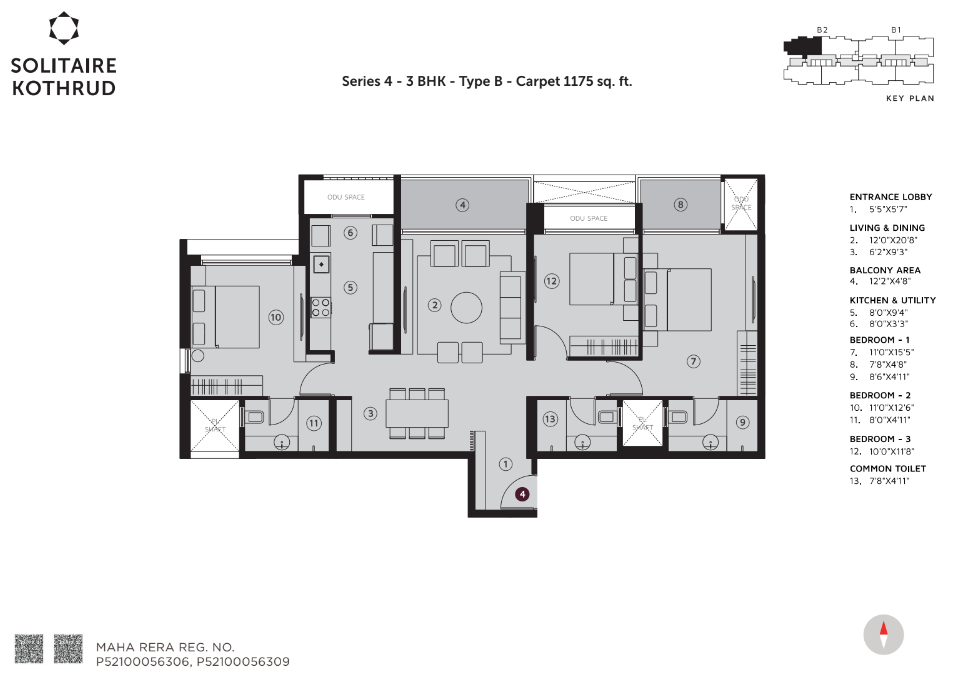 SOLITAIRE
KOTHRUD
Series 4 - 3 BHK - Type B - Carpet 1175 sq. ft.
B2 B1
KEY PLAN
ODU SPACE
4
8
ODU
SPACE
ODU SPACE
6
5
2
12
10
7
PL
SHAFT
11
3
13
PL
SHAFT
9
1
4
ENTRANCE LOBBY
1. 5'5"X5'7"
LIVING & DINING
2. 12'0"X20'8"
3. 6'2"X9'3"
BALCONY AREA
4. 12'2"X4'8"
KITCHEN & UTILITY
5. 8'0"X9'4"
6. 8'0"X3'3"
BEDROOM - 1
7. 11'0"X15'5"
8. 7'8"X4'8"
9. 8'6"X4'11"
BEDROOM - 2
10. 11'0"X12'6"
11. 8'0"X4'11"
BEDROOM - 3
12. 10'0"X11'8"
COMMON TOILET
13. 7'8"X4'11"
MAHA RERA REG. NO.
P52100056306, P52100056309